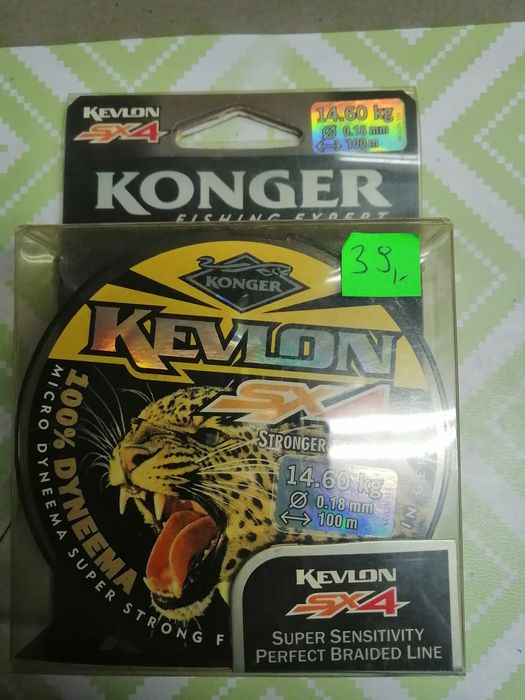 KEVLON
SX4
14.60 kg
Ø 0.18 mm
↔ 100 m
KONGER
FISHING EXPERT
39,-
KONGER
KEVLON
SX4
STRONGER
100% DYNEEMA
MICRO DYNEEMA SUPER STRONG F
14.60 kg
Ø 0.18 mm
↔ 100 m
KEVLON
SX4
SUPER SENSITIVITY
PERFECT BRAIDED LINE